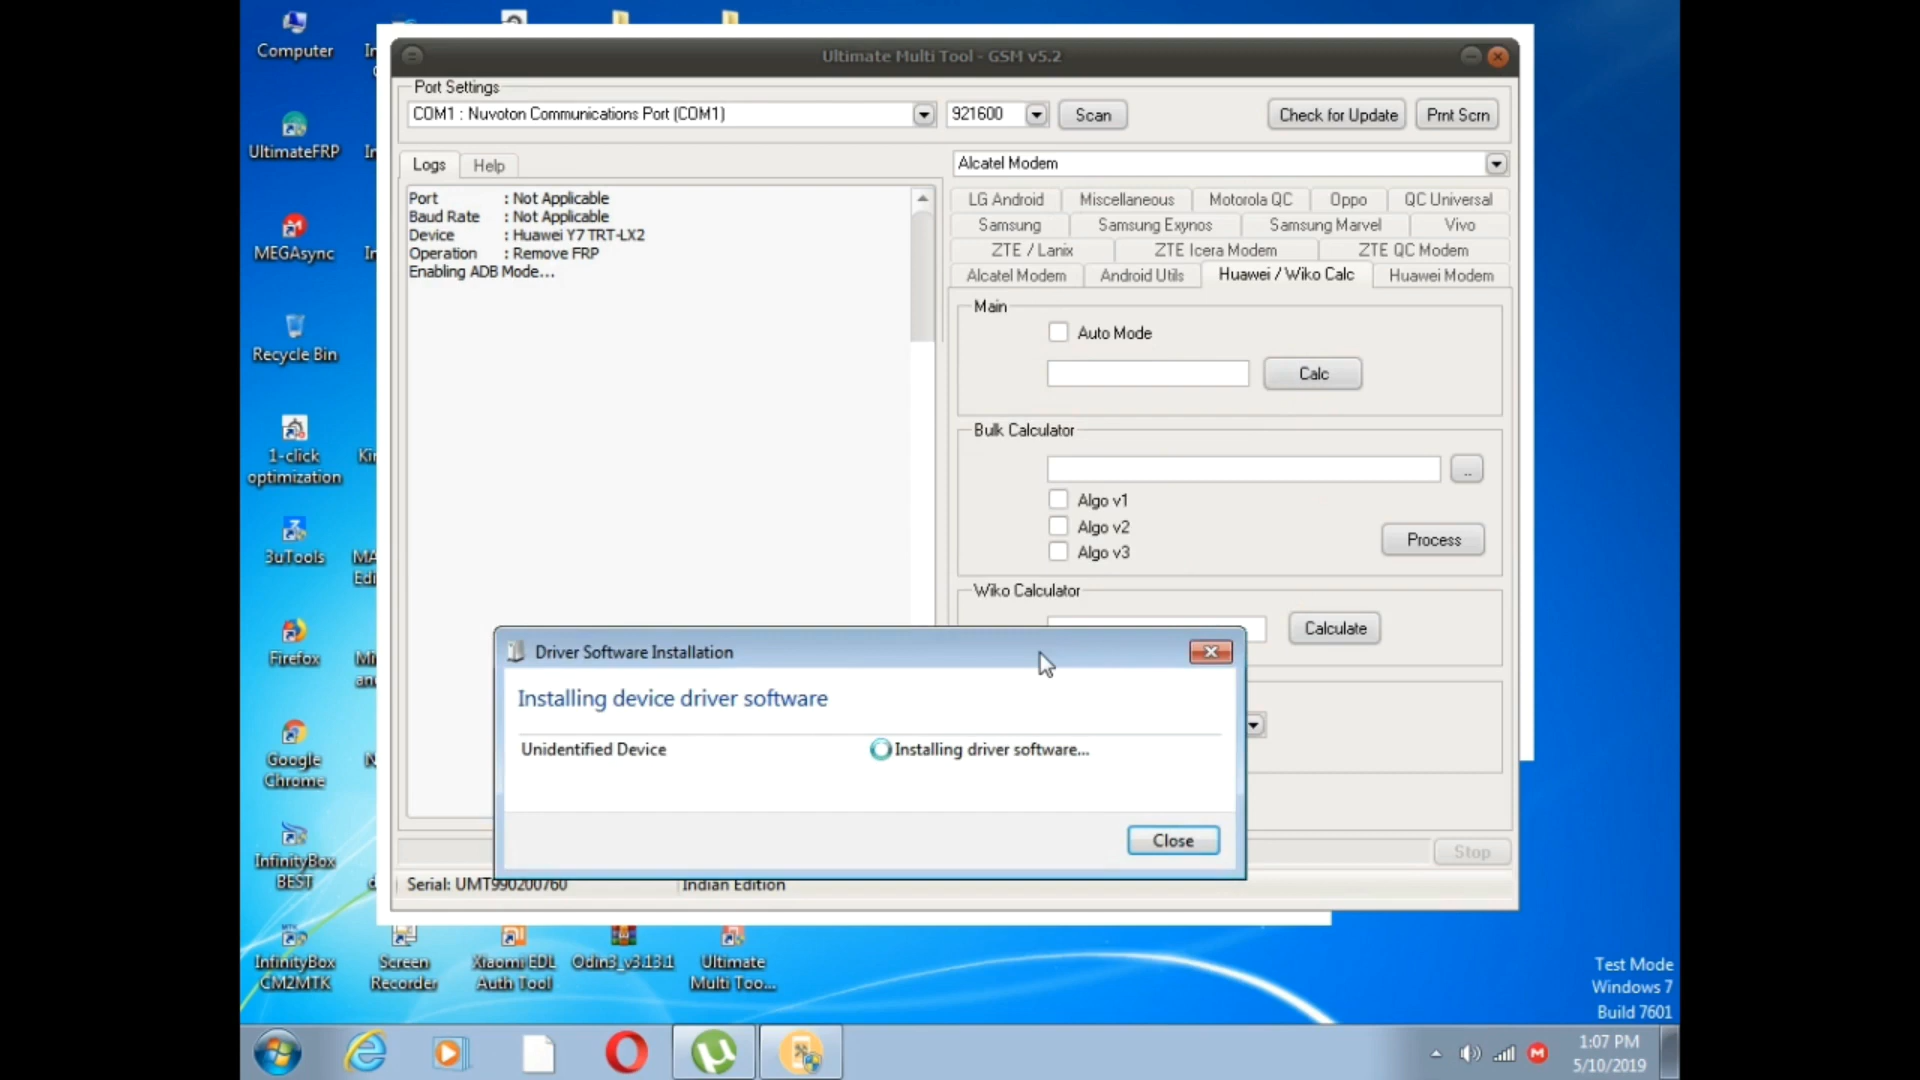 Computer
UltimateFRP
MEGAsync
Recycle Bin
1-click
optimization
3uTools
Firefox
Google
Chrome
InfinityBox
BEST
InfinityBox
CM2MTK
Screen
Recorder
Xiaomi EDL
Auth Tool
Odin3_v3.13.1
Ultimate
Multi Too...
Ultimate Multi Tool - GSM v5.2
Port Settings
COM1 : Nuvoton Communications Port (COM1)
921600
Scan
Check for Update
Prnt Scrn
Logs
Help
Port : Not Applicable
Baud Rate : Not Applicable
Device : Huawei Y7 TRT-LX2
Operation : Remove FRP
Enabling ADB Mode...
Alcatel Modem
LG Android Miscellaneous Motorola QC Oppo QC Universal
Samsung Samsung Exynos Samsung Marvel Vivo
ZTE / Lanix ZTE Icera Modem ZTE QC Modem
Alcatel Modem Android Utils Huawei / Wiko Calc Huawei Modem
Main
Auto Mode
Calc
Bulk Calculator
..
Algo v1
Algo v2
Algo v3
Process
Wiko Calculator
Calculate
Driver Software Installation
Installing device driver software
Unidentified Device
Installing driver software...
Close
Stop
Serial: UMT990200760
Indian Edition
Test Mode
Windows 7
Build 7601
1:07 PM
5/10/2019